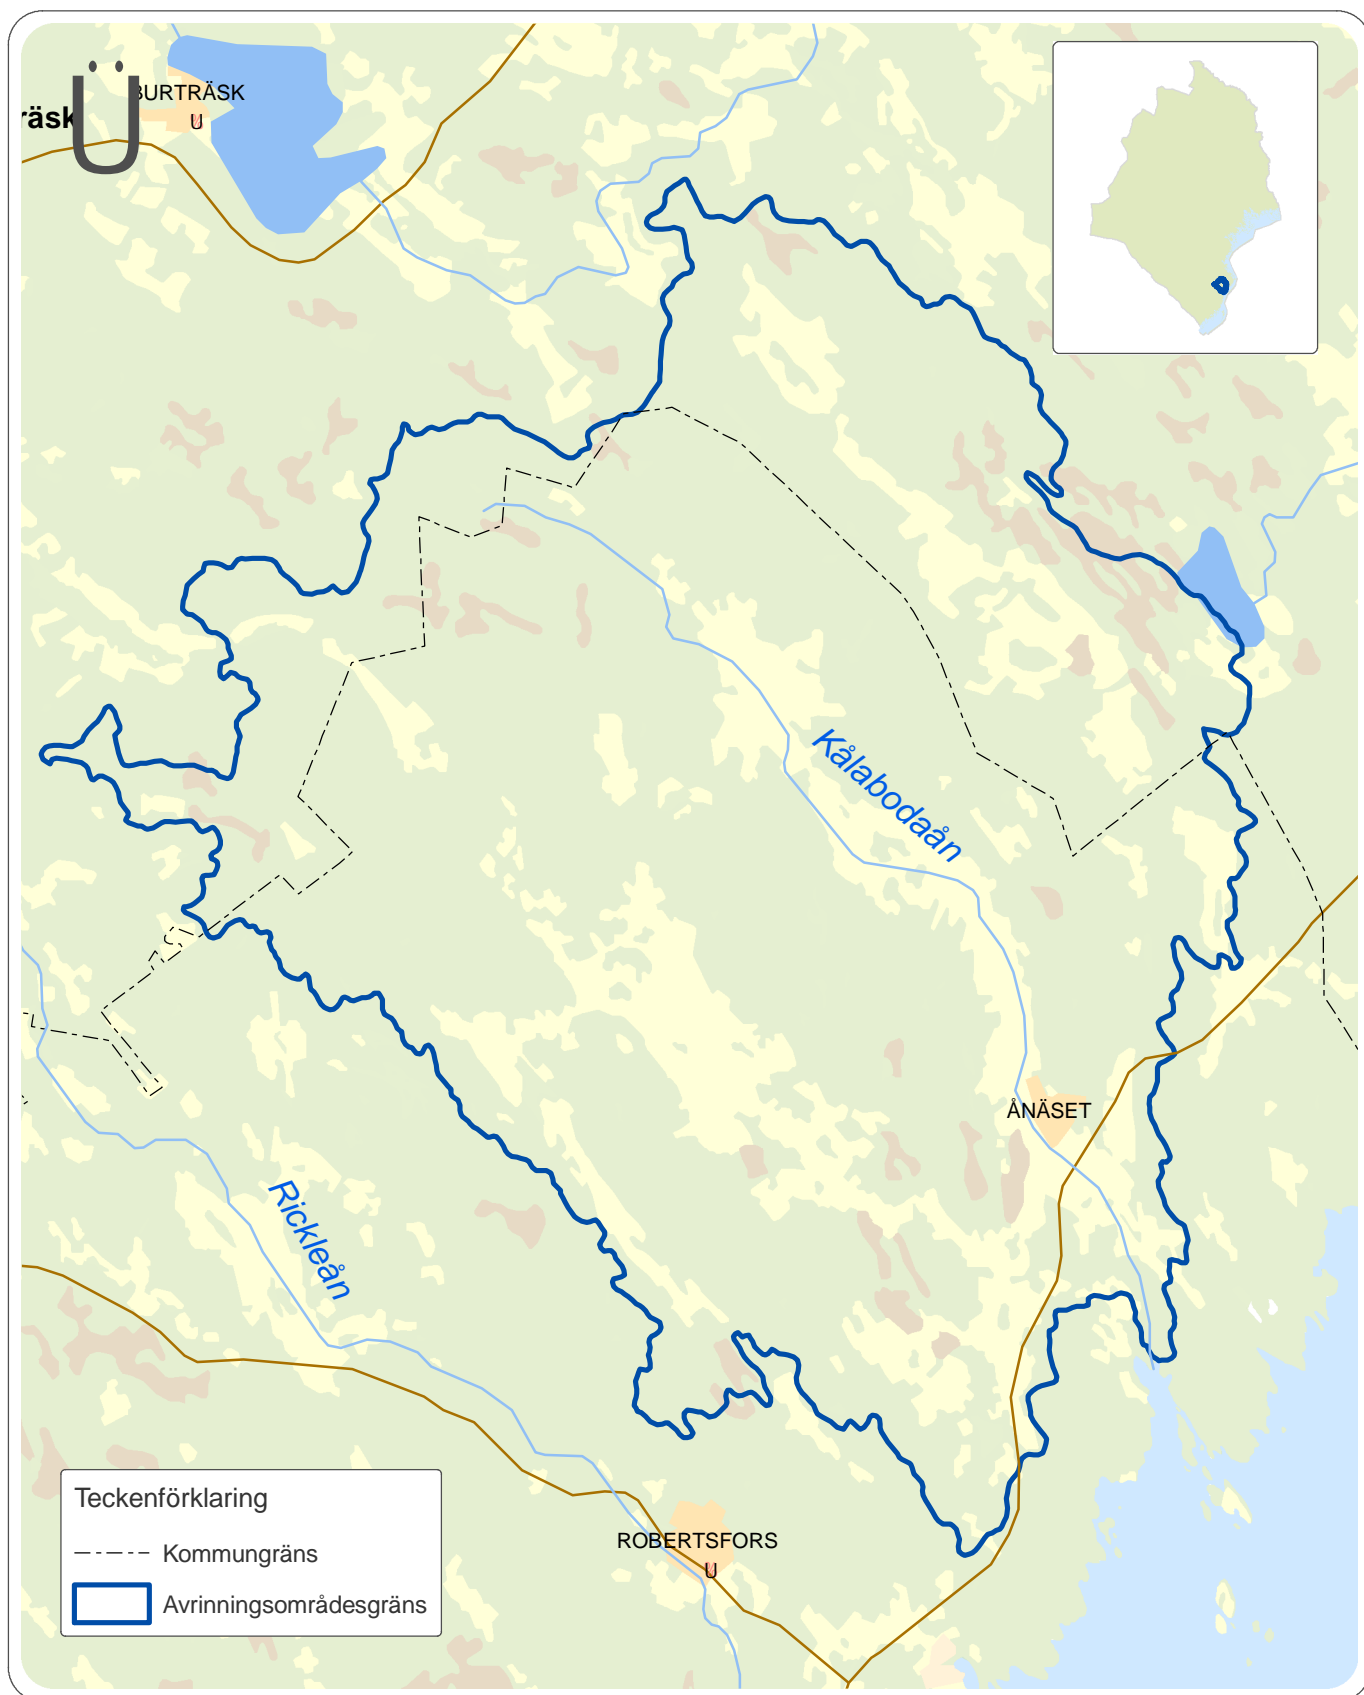 BURTRÄSK
U
räsk
Ü
Kålabodaån
ÅNÄSET
Rickleån
ROBERTSFORS
U
Teckenförklaring
Kommungräns
Avrinningsområdesgräns